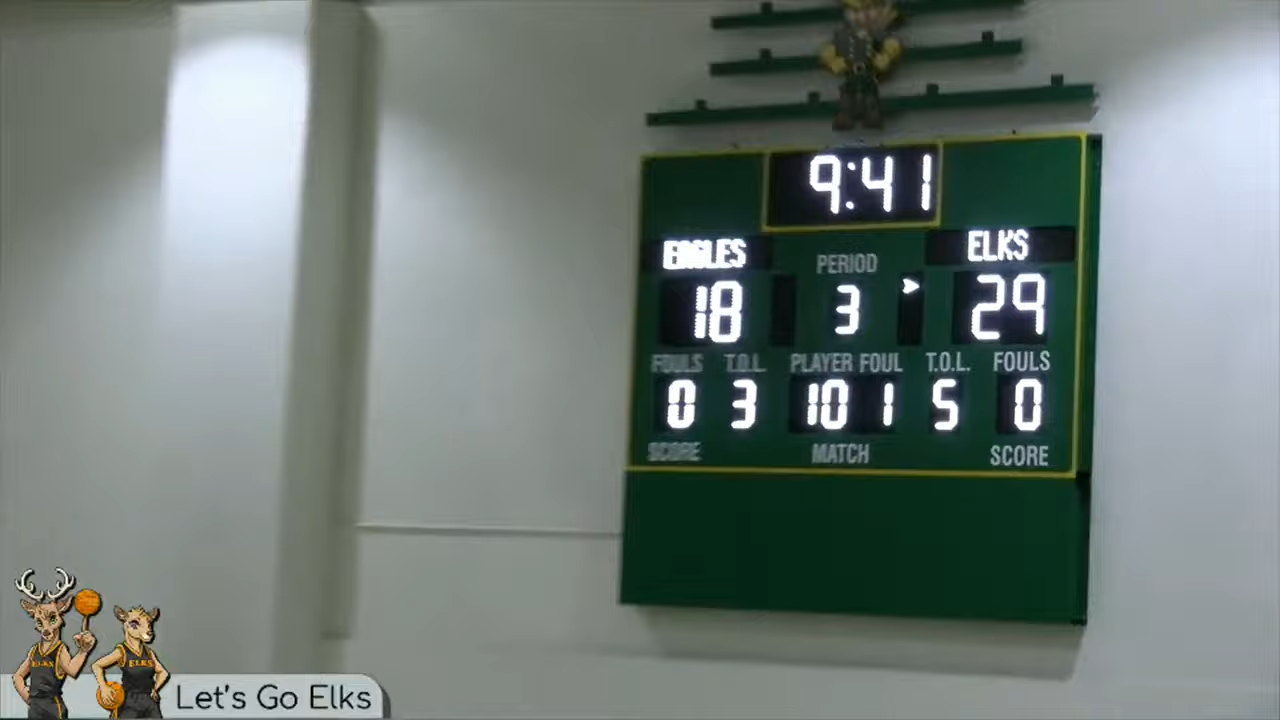 9:41
EAGLES ELKS
PERIOD
18 3 > 29
FOULS T.O.L. PLAYER FOUL T.O.L. FOULS
0 3 10 1 5 0
SCORE MATCH SCORE
ELKS ELKS
Let's Go Elks